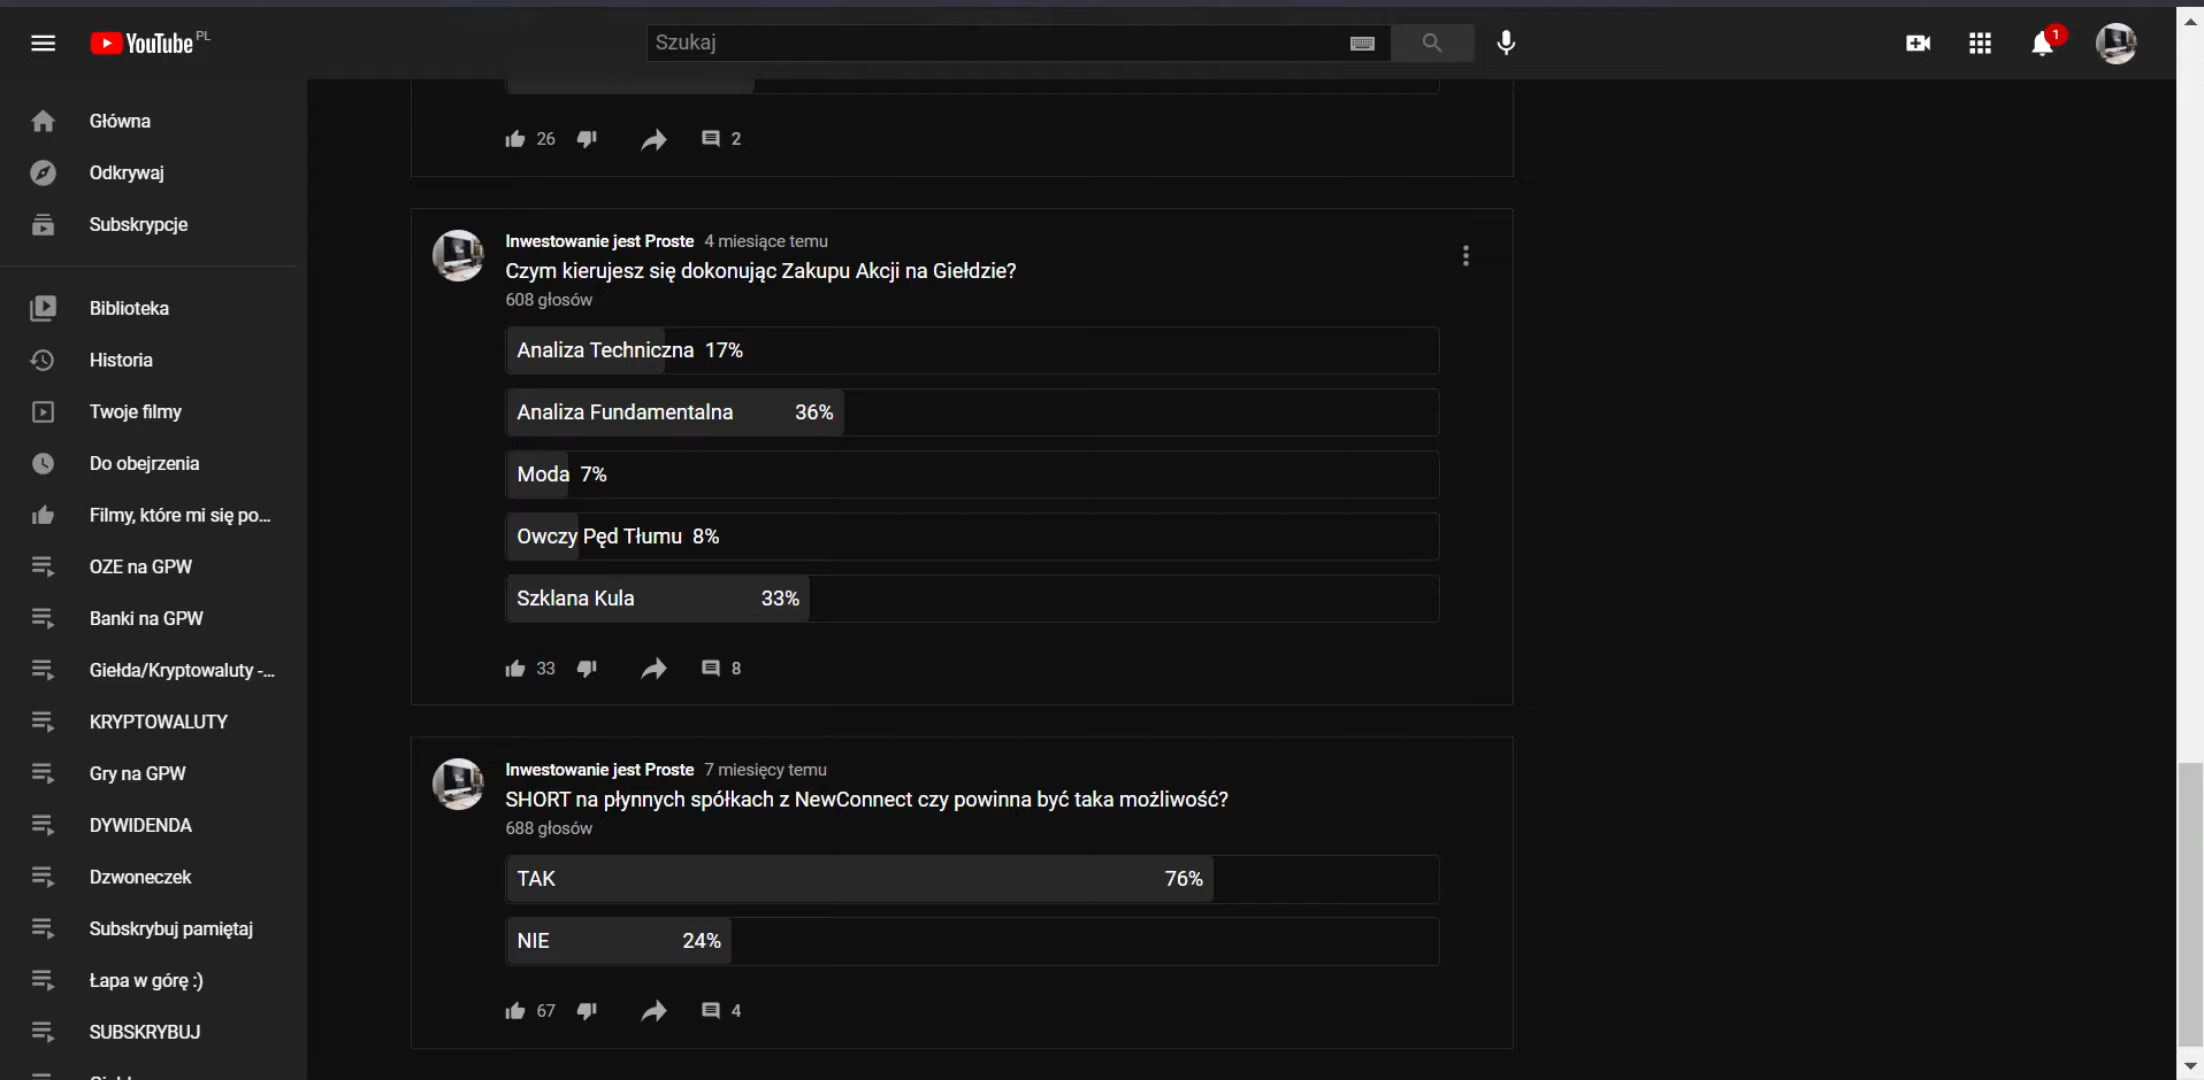 YouTube PL
Szukaj
1
Główna
Odkrywaj
Subskrypcje
Biblioteka
Historia
Twoje filmy
Do obejrzenia
Filmy, które mi się po...
OZE na GPW
Banki na GPW
Giełda/Kryptowaluty -...
KRYPTOWALUTY
Gry na GPW
DYWIDENDA
Dzwoneczek
Subskrybuj pamiętaj
Łapa w górę :)
SUBSKRYBUJ
26 2
Inwestowanie jest Proste 4 miesiące temu
Czym kierujesz się dokonując Zakupu Akcji na Giełdzie?
608 głosów
Analiza Techniczna 17%
Analiza Fundamentalna 36%
Moda 7%
Owczy Pęd Tłumu 8%
Szklana Kula 33%
33 8
Inwestowanie jest Proste 7 miesięcy temu
SHORT na płynnych spółkach z NewConnect czy powinna być taka możliwość?
688 głosów
TAK 76%
NIE 24%
67 4